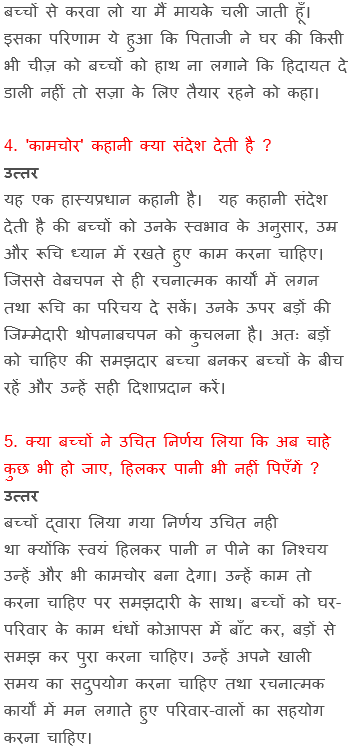 बच्चों से करवा लो या मैं मायके चली जाती हूँ।
इसका परिणाम ये हुआ कि पिताजी ने घर की किसी
भी चीज़ को बच्चों को हाथ ना लगाने कि हिदायत दे
डाली नहीं तो सज़ा के लिए तैयार रहने को कहा।
4. 'कामचोर' कहानी क्या संदेश देती है ?
उत्तर
यह एक हास्यप्रधान कहानी है। यह कहानी संदेश
देती है की बच्चों को उनके स्वभाव के अनुसार, उम्र
और रूचि ध्यान में रखते हुए काम करना चाहिए।
जिससे वेबचपन से ही रचनात्मक कार्यों में लगन
तथा रूचि का परिचय दे सकें। उनके ऊपर बड़ों की
जिम्मेदारी थोपनाबचपन को कुचलना है। अतः बड़ों
को चाहिए की समझदार बच्चा बनकर बच्चों के बीच
रहें और उन्हें सही दिशाप्रदान करें।
5. क्या बच्चों ने उचित निर्णय लिया कि अब चाहे
कुछ भी हो जाए, हिलकर पानी भी नहीं पिएँगें ?
उत्तर
बच्चों द्वारा लिया गया निर्णय उचित नही
था क्योंकि स्वयं हिलकर पानी न पीने का निश्चय
उन्हें और भी कामचोर बना देगा। उन्हें काम तो
करना चाहिए पर समझदारी के साथ। बच्चों को घर-
परिवार के काम धंधों कोआपस में बाँट कर, बड़ों से
समझ कर पुरा करना चाहिए। उन्हें अपने खाली
समय का सदुपयोग करना चाहिए तथा रचनात्मक
कार्यों में मन लगाते हुए परिवार-वालों का सहयोग
करना चाहिए।